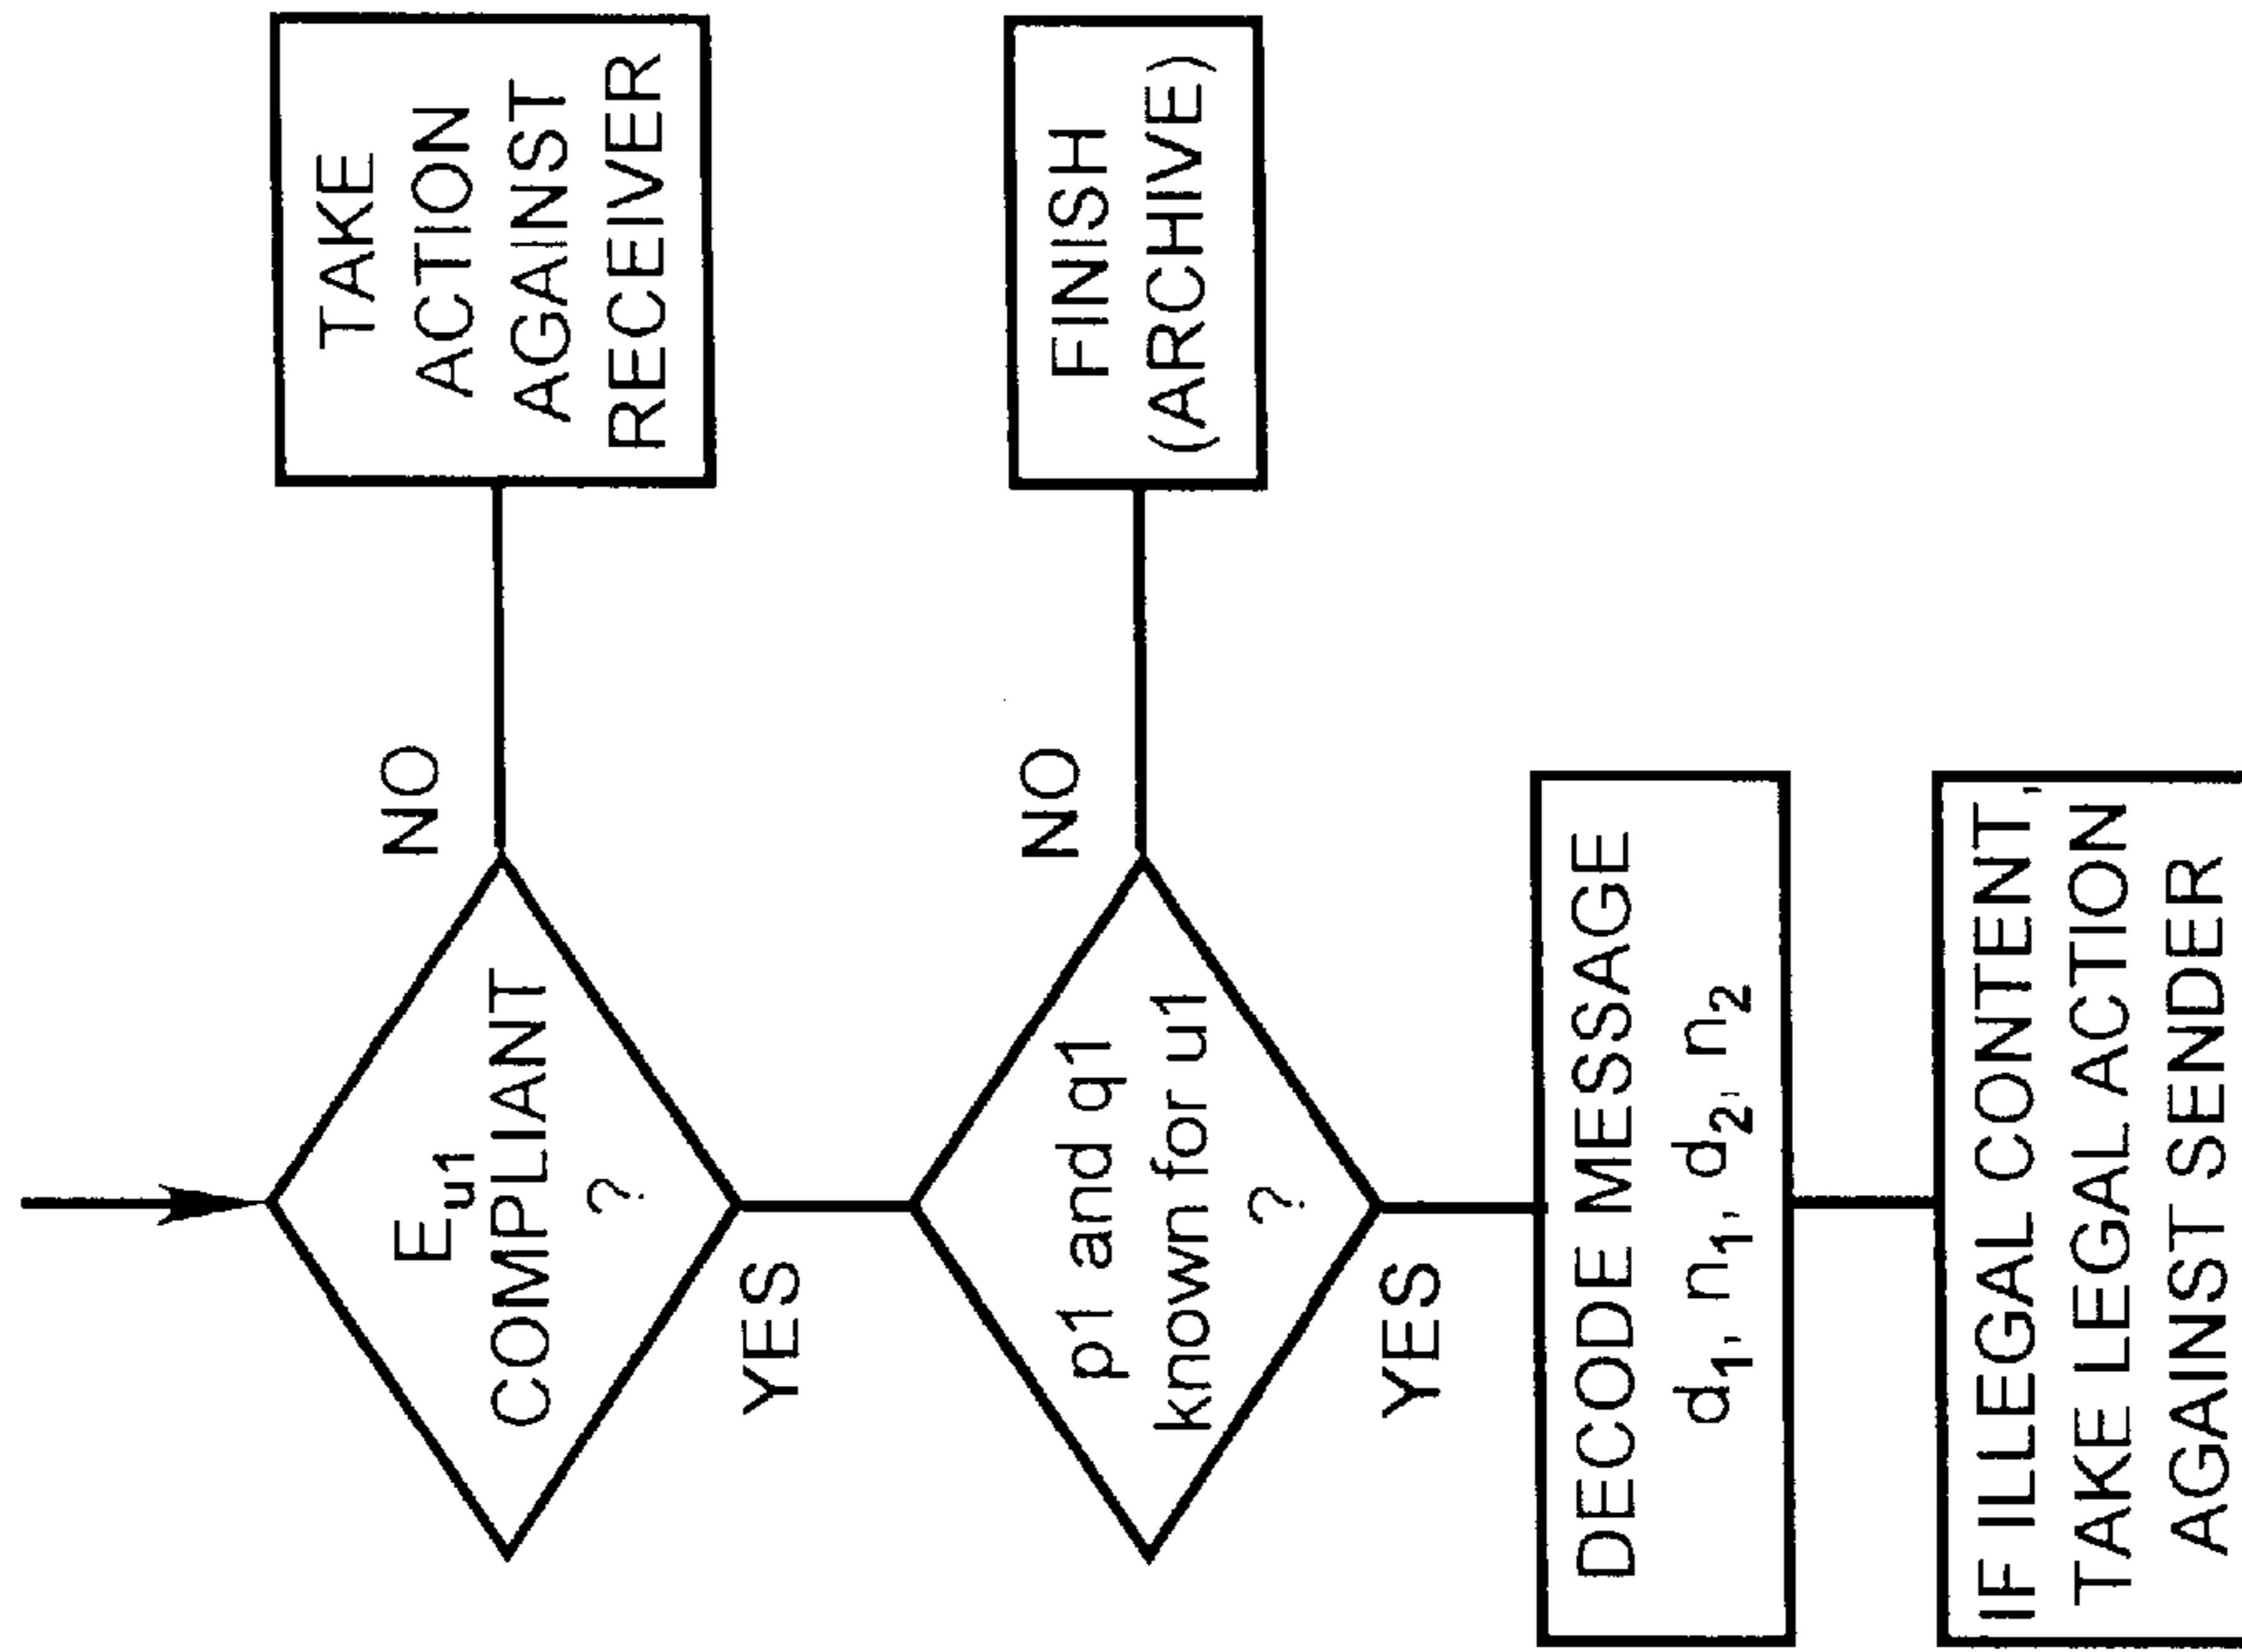 E_u1
COMPLIANT
?
NO
TAKE
ACTION
AGAINST
RECEIVER
YES
p1 and q1
known for u1
?
NO
FINISH
(ARCHIVE)
YES
DECODE MESSAGE
d₁, n₁, d₂, n₂
IF ILLEGAL CONTENT,
TAKE LEGAL ACTION
AGAINST SENDER